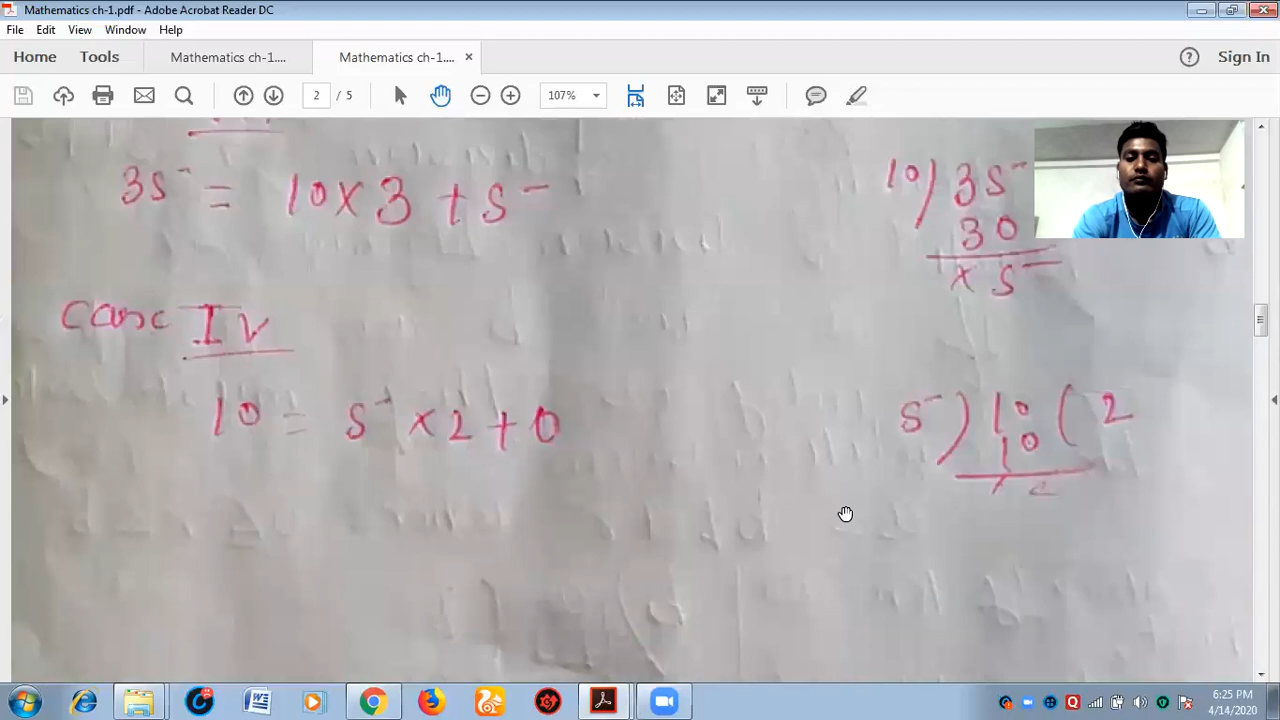 Mathematics ch-1.pdf - Adobe Acrobat Reader DC
File Edit View Window Help
Home Tools Mathematics ch-1.... Mathematics ch-1.... × Sign In
2 / 5 107%
35 = 10 × 3 + 5
10) 35
30
× 5
Case IV
10 = 5 × 2 + 0
5) 10 ( 2
10
6:25 PM
4/14/2020